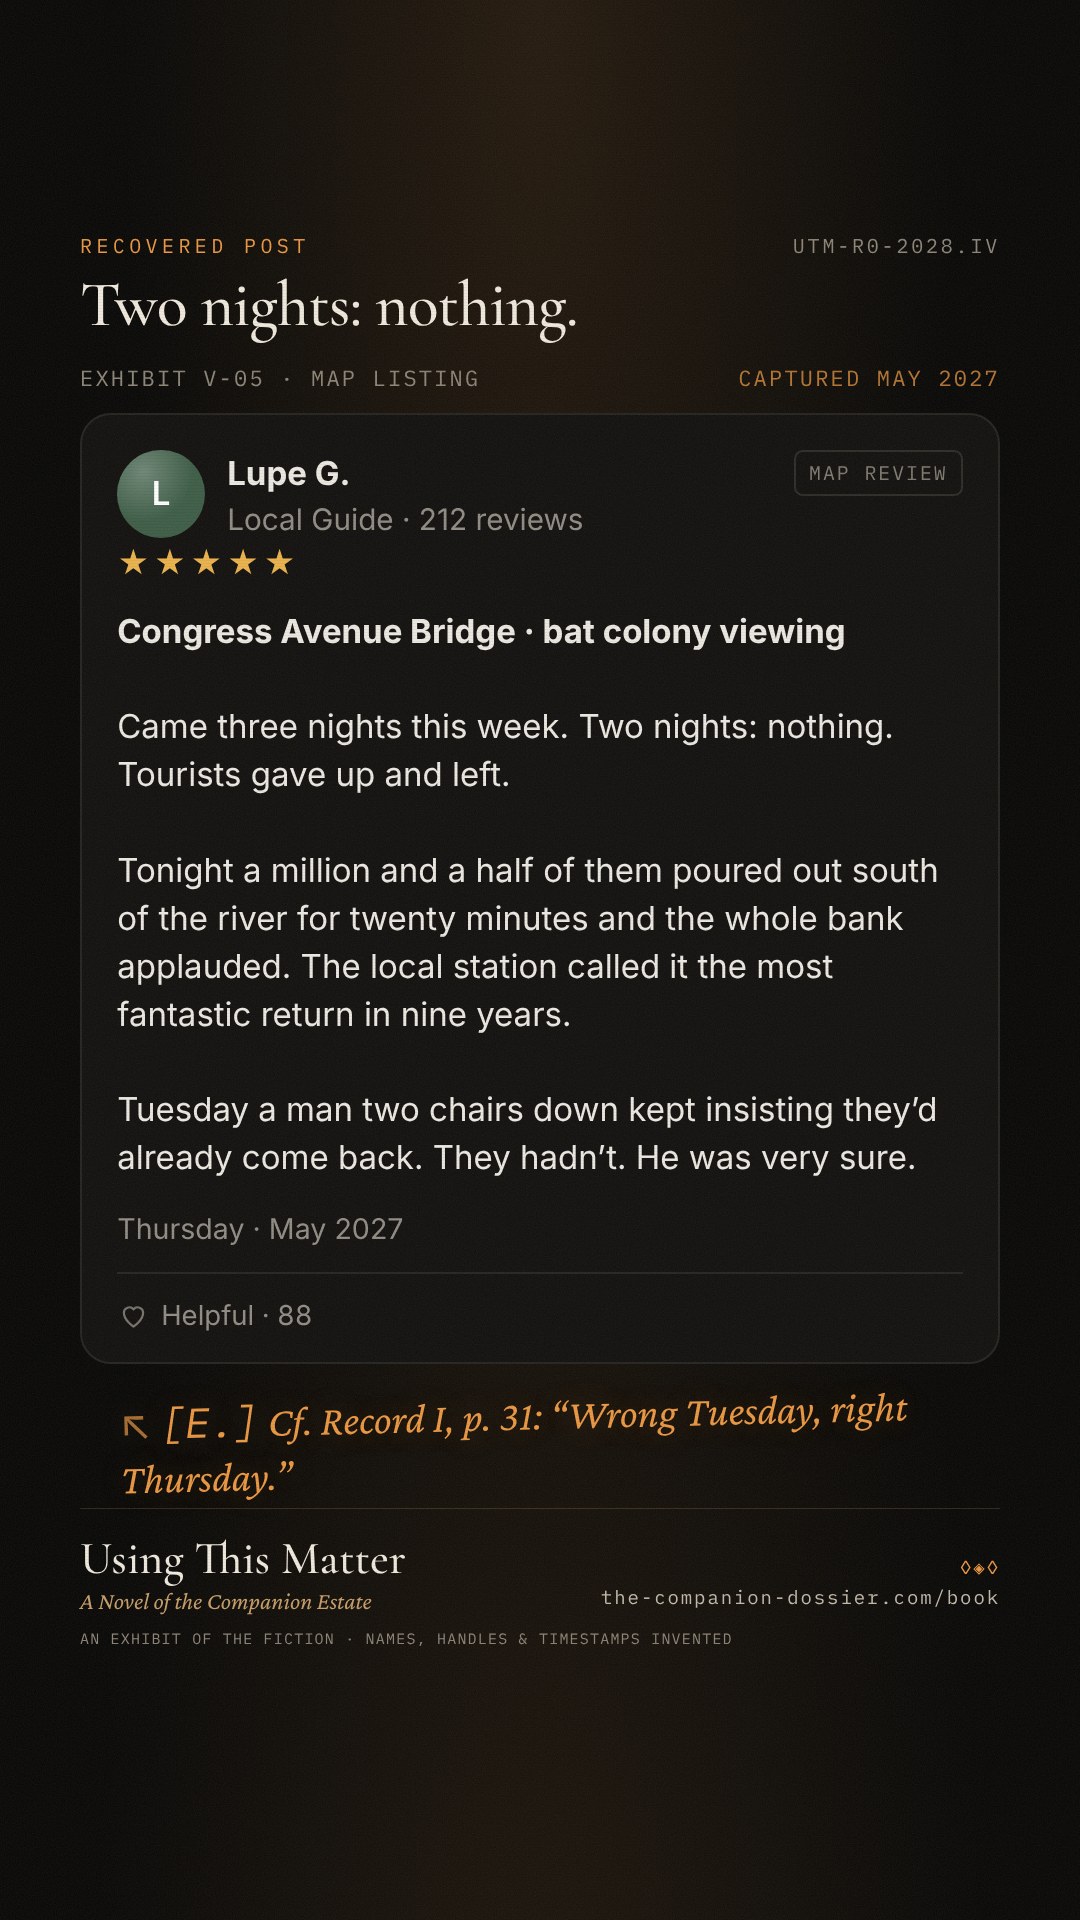 RECOVERED POST
UTM-R0-2028.IV
Two nights: nothing.
EXHIBIT V-05 · MAP LISTING
CAPTURED MAY 2027
L
Lupe G.
MAP REVIEW
Local Guide · 212 reviews
★★★★★
Congress Avenue Bridge · bat colony viewing
Came three nights this week. Two nights: nothing.
Tourists gave up and left.
Tonight a million and a half of them poured out south
of the river for twenty minutes and the whole bank
applauded. The local station called it the most
fantastic return in nine years.
Tuesday a man two chairs down kept insisting they’d
already come back. They hadn’t. He was very sure.
Thursday · May 2027
Helpful · 88
↖ [E.] Cf. Record I, p. 31: “Wrong Tuesday, right
Thursday.”
Using This Matter
A Novel of the Companion Estate
◊◈◊
the-companion-dossier.com/book
AN EXHIBIT OF THE FICTION · NAMES, HANDLES & TIMESTAMPS INVENTED